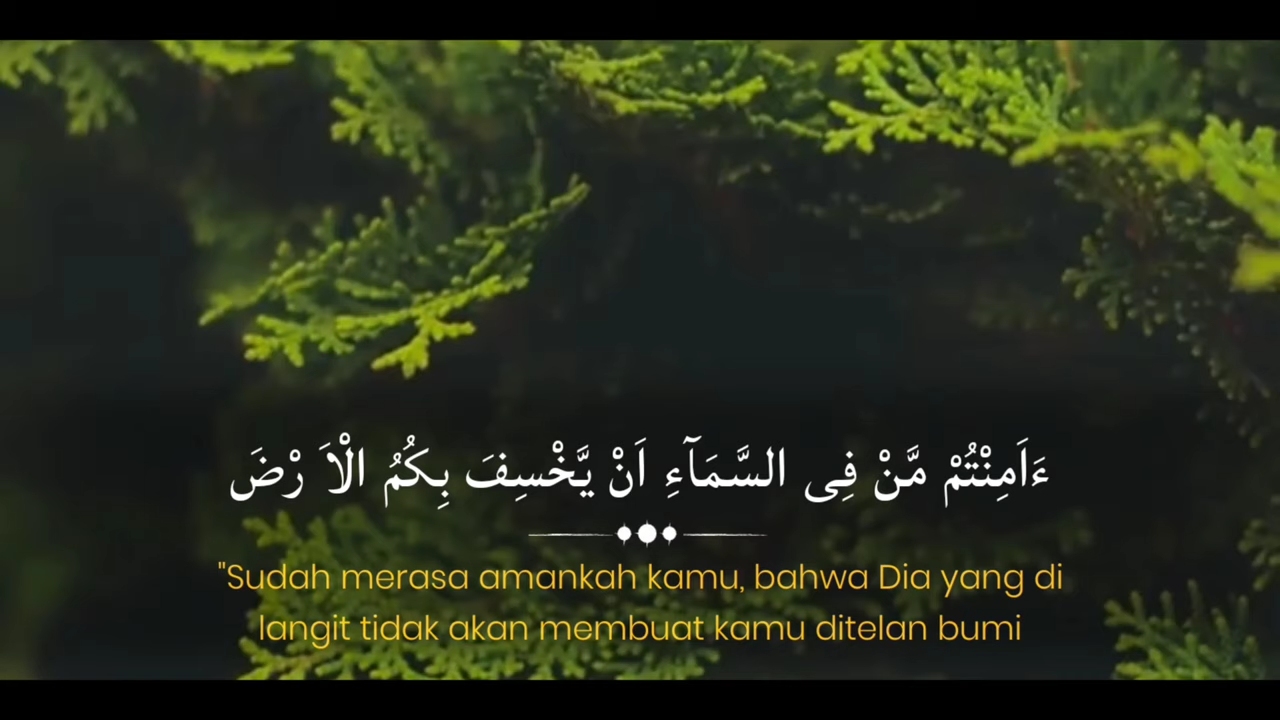 ءَاَمِنْتُمْ مَّنْ فِى السَّمَآءِ اَنْ يَّخْسِفَ بِكُمُ الْاَ رْضَ
"Sudah merasa amankah kamu, bahwa Dia yang di
langit tidak akan membuat kamu ditelan bumi